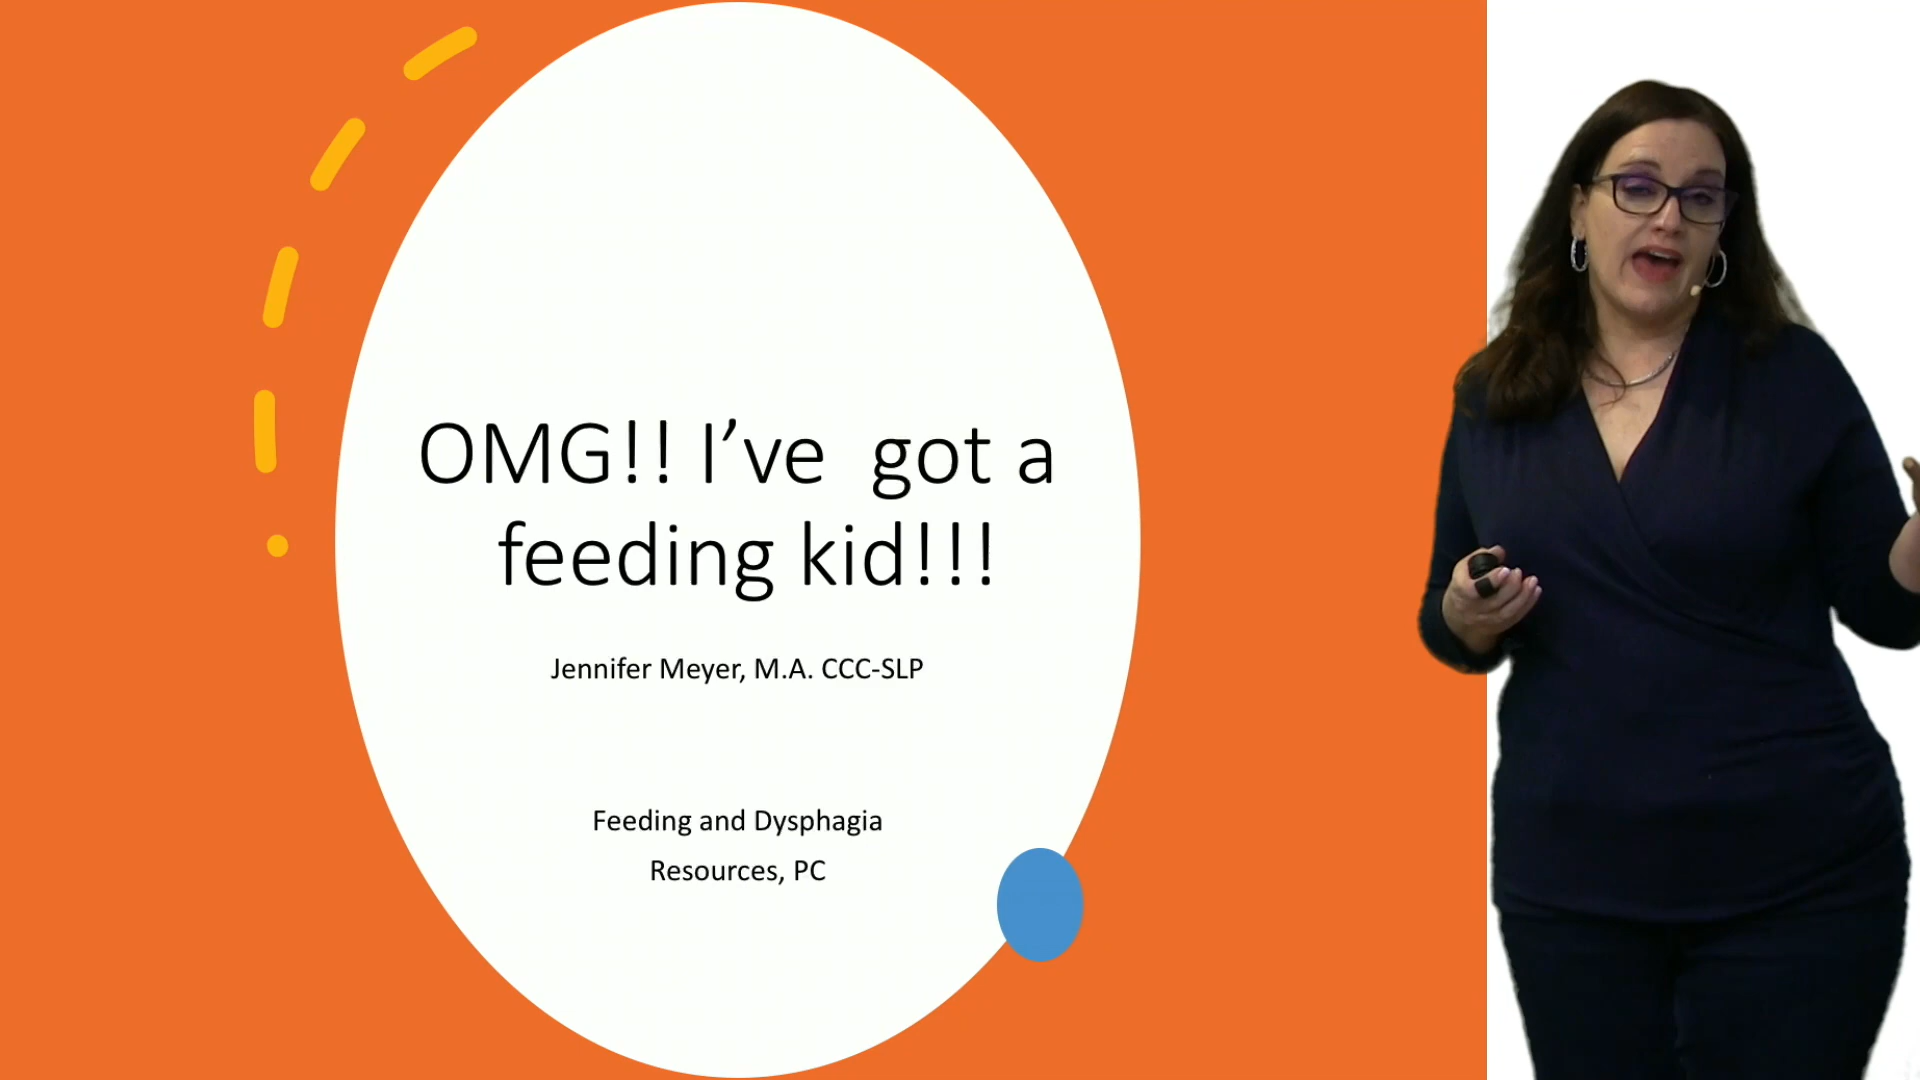 OMG!! I’ve  got a
feeding kid!!!
Jennifer Meyer, M.A. CCC-SLP
Feeding and Dysphagia
Resources, PC